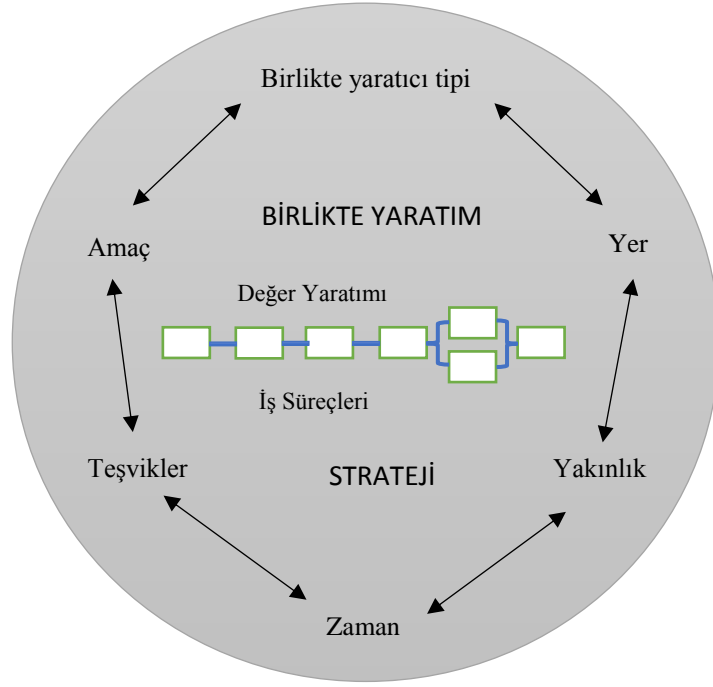 Birlikte yaratıcı tipi
BİRLİKTE YARATIM
Amaç
Yer
Değer Yaratımı
İş Süreçleri
Teşvikler
STRATEJİ
Yakınlık
Zaman